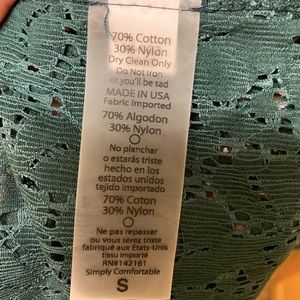 70% Cotton
30% Nylon
Dry Clean Only
Do Not Iron
or you'll be sad
MADE IN USA
Fabric Imported
70% Algodon
30% Nylon
No planchar
o estarás triste
hecho en los
estados unidos
tejido importado
70% Coton
30% Nylon
Ne pas repasser
ou vous serez triste
fabriqué aux Etats-Unis
tissu importé
RN#142161
Simply Comfortable
S